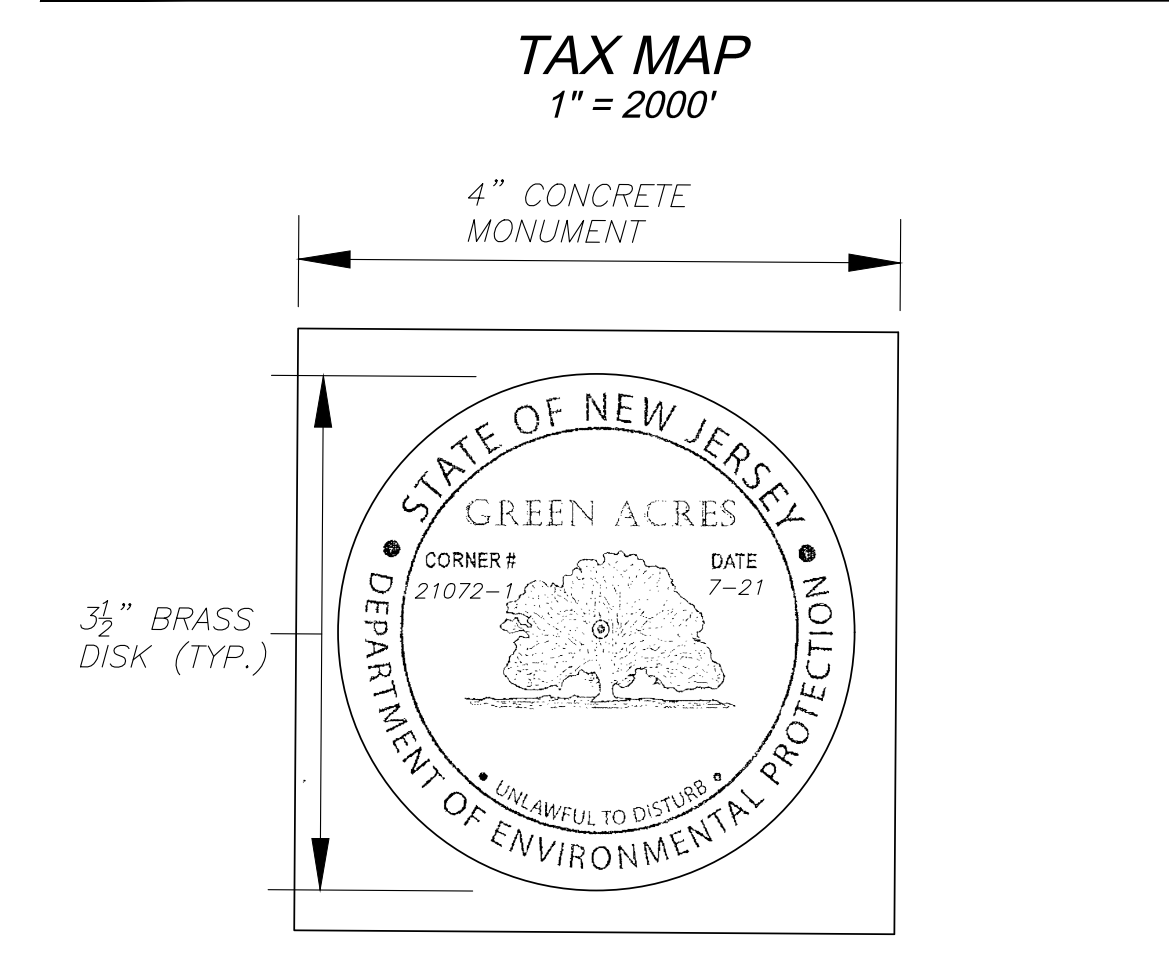 TAX MAP
1" = 2000'
4” CONCRETE
MONUMENT
STATE OF NEW JERSEY
GREEN ACRES
CORNER #
21072-1
DATE
7-21
3½” BRASS
DISK (TYP.)
• UNLAWFUL TO DISTURB •
• DEPARTMENT OF ENVIRONMENTAL PROTECTION •